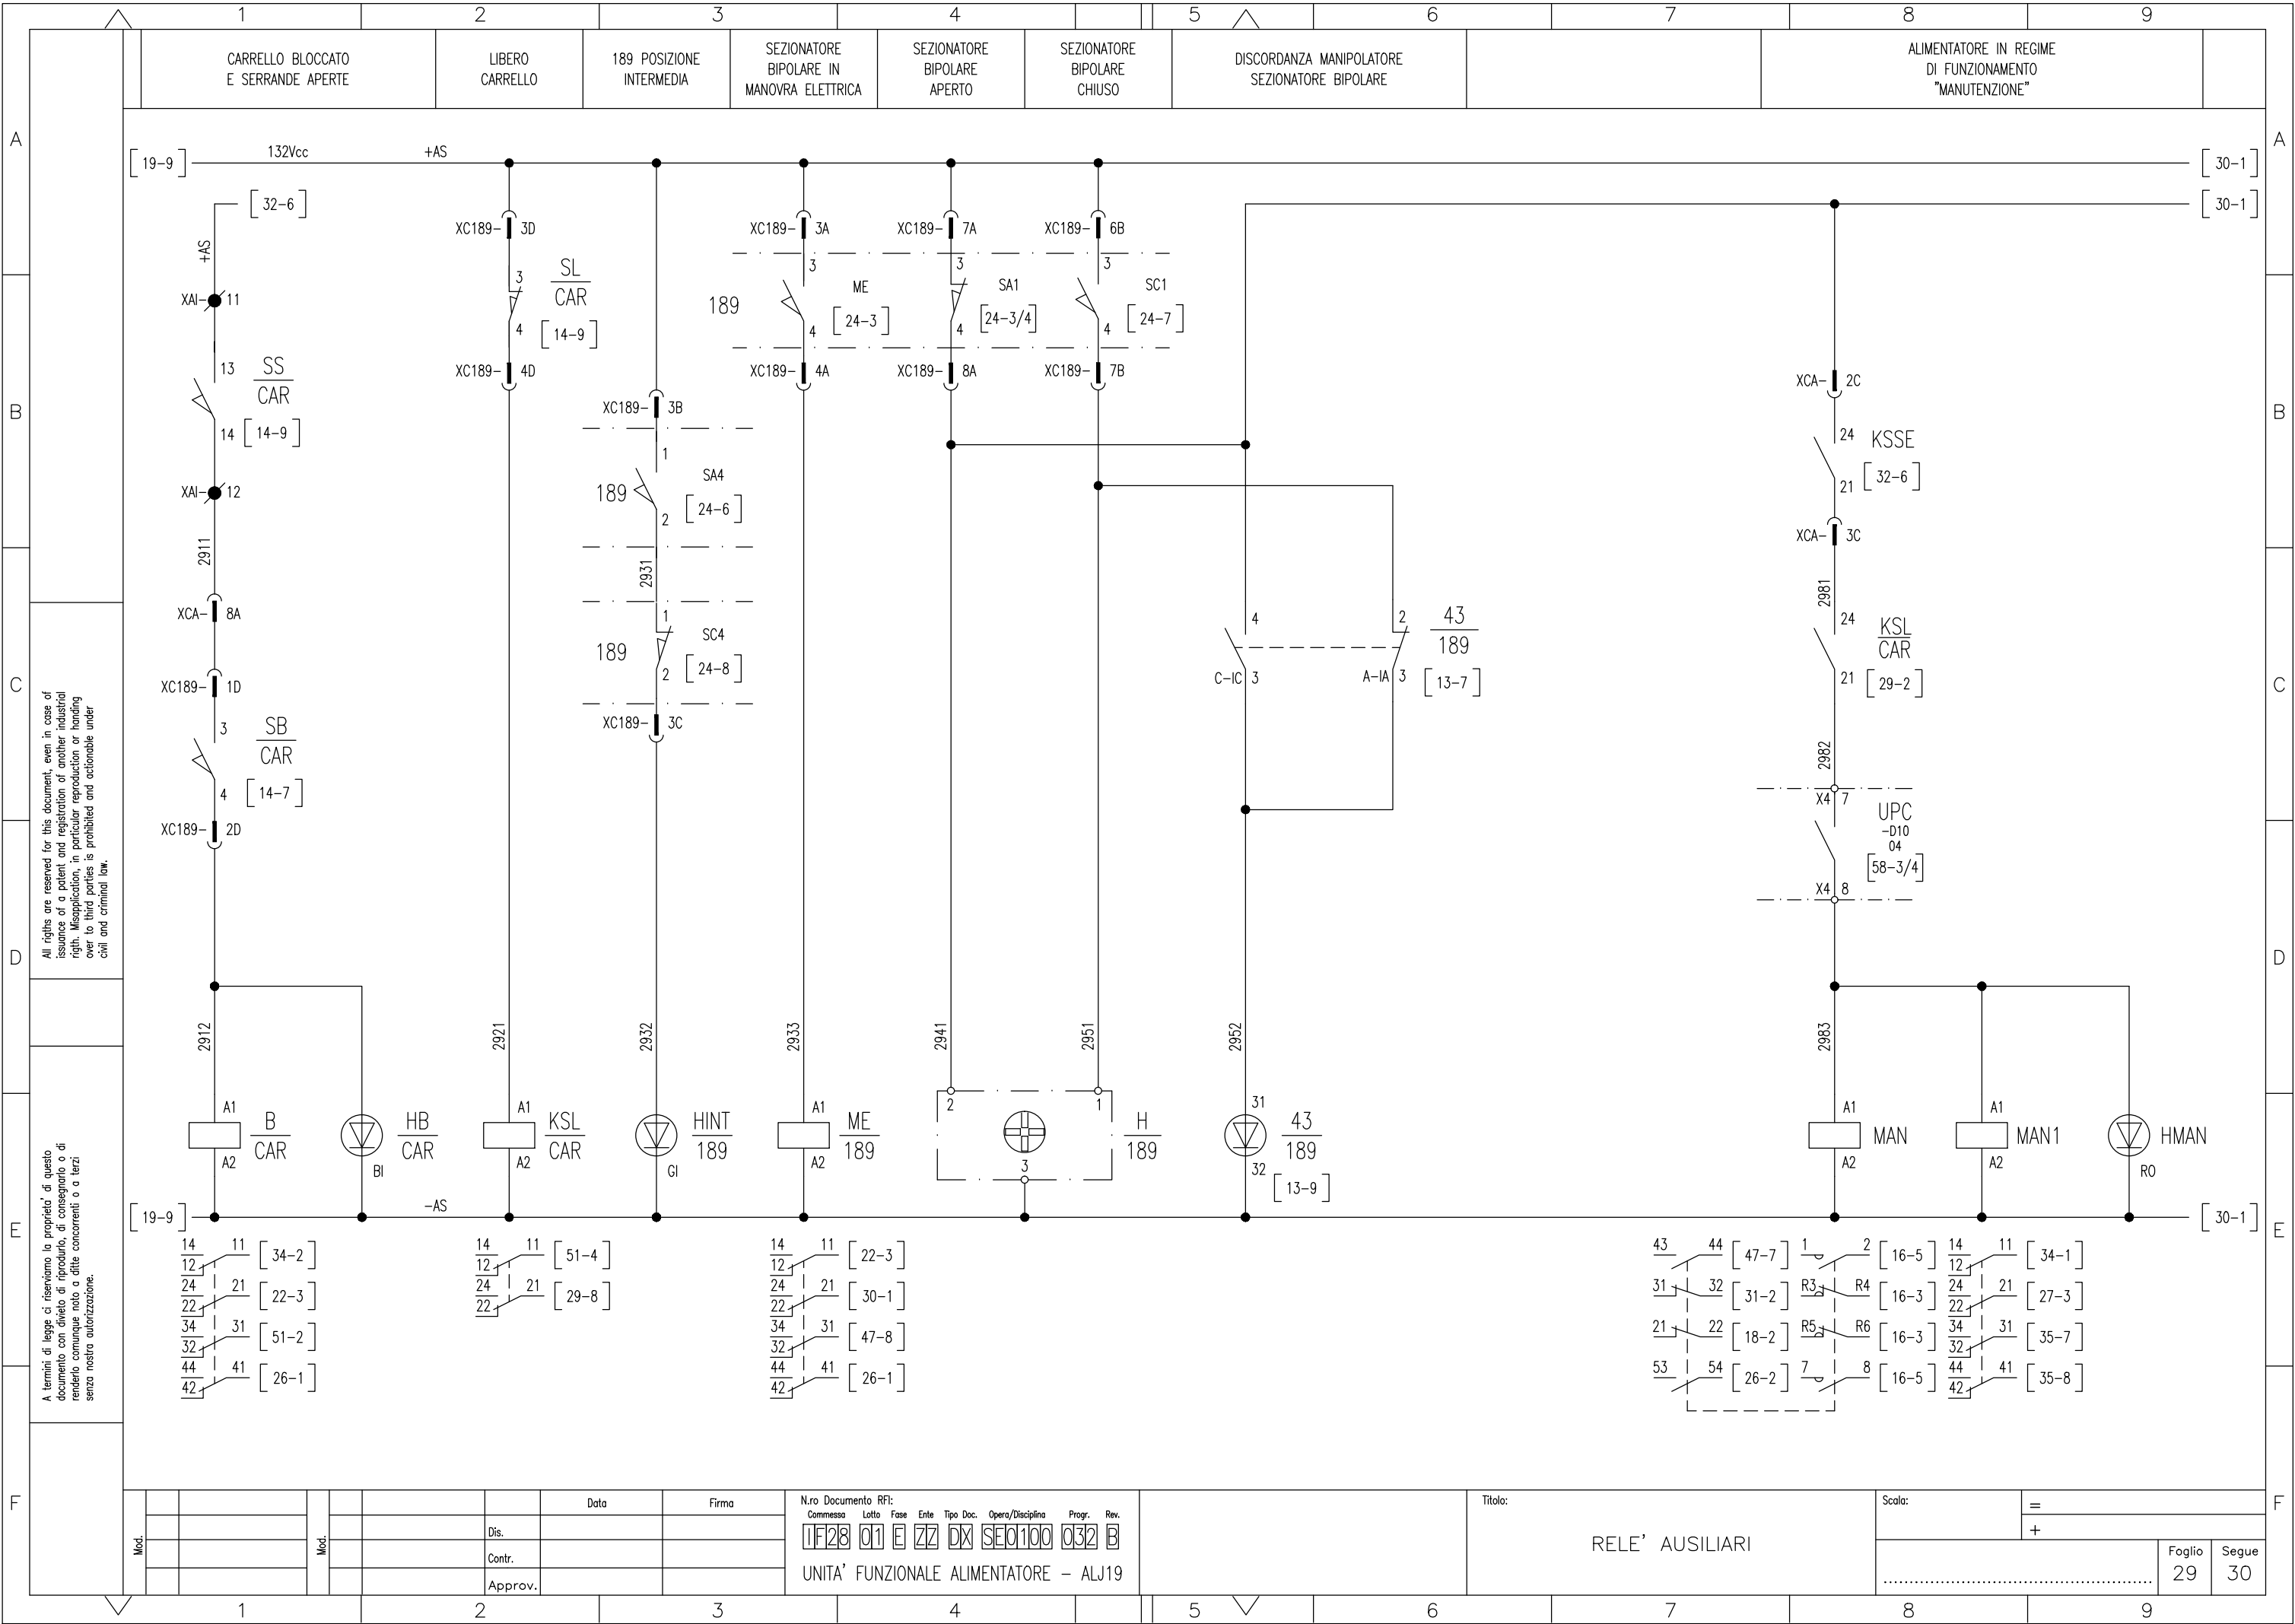 1 2 3 4 5 6 7 8 9
CARRELLO BLOCCATO
E SERRANDE APERTE
LIBERO
CARRELLO
189 POSIZIONE
INTERMEDIA
SEZIONATORE
BIPOLARE IN
MANOVRA ELETTRICA
SEZIONATORE
BIPOLARE
APERTO
SEZIONATORE
BIPOLARE
CHIUSO
DISCORDANZA MANIPOLATORE
SEZIONATORE BIPOLARE
ALIMENTATORE IN REGIME
DI FUNZIONAMENTO
"MANUTENZIONE"
A A
B B
C C
D D
E E
F F
[19-9] 132Vcc +AS [30-1]
[32-6] [30-1]
+AS
XAI- 11
13 SS
CAR
14 [14-9]
XAI- 12
2911
XCA- 8A
XC189- 1D
3 SB
CAR
4 [14-7]
XC189- 2D
2912
A1
B
CAR
A2
HB
CAR
BI
XC189- 3D
3 SL
CAR
4 [14-9]
XC189- 4D
2921
A1
KSL
CAR
A2
XC189- 3B
1
189 SA4
2 [24-6]
2931
1
189 SC4
2 [24-8]
XC189- 3C
2932
HINT
189
GI
XC189- 3A
3
189 ME
4 [24-3]
XC189- 4A
2933
A1
ME
189
A2
XC189- 7A
3
SA1
4 [24-3/4]
XC189- 8A
2941
XC189- 6B
3
SC1
4 [24-7]
XC189- 7B
2951
2 1
H
189
3
4 2 43
189
C-IC 3 A-IA 3 [13-7]
2952
31
43
189
32 [13-9]
XCA- 2C
24 KSSE
21 [32-6]
XCA- 3C
2981
24 KSL
CAR
21 [29-2]
2982
X4 7
UPC
-D10
04
[58-3/4]
X4 8
2983
A1
MAN
A2
A1
MAN1
A2
HMAN
RO
[19-9] -AS [30-1]
14 11 [34-2]
12
24 21 [22-3]
22
34 31 [51-2]
32
44 41 [26-1]
42
14 11 [51-4]
12
24 21 [29-8]
22
14 11 [22-3]
12
24 21 [30-1]
22
34 31 [47-8]
32
44 41 [26-1]
42
43 44 [47-7]
31 32 [31-2]
21 22 [18-2]
53 54 [26-2]
1 2 [16-5]
R3 R4 [16-3]
R5 R6 [16-3]
7 8 [16-5]
14 11 [34-1]
12
24 21 [27-3]
22
34 31 [35-7]
32
44 41 [35-8]
42
All rigths are reserved for this document, even in case of
issuance of a patent and registration of another industrial
rigth. Misapplication, in particular reproduction or handing
over to third parties is prohibited and actionable under
civil and criminal law.
A termini di legge ci riserviamo la proprieta' di questo
documento con divieto di riprodurlo, di consegnarlo o di
renderlo comunque noto a ditte concorrenti o a terzi
senza nostra autorizzazione.
Mod. Mod.
Data Firma
Dis.
Contr.
Approv.
N.ro Documento RFI:
Commessa Lotto Fase Ente Tipo Doc. Opera/Disciplina Progr. Rev.
IF28 01 E ZZ DX SE0100 032 B
UNITA' FUNZIONALE ALIMENTATORE - ALJ19
Titolo:
RELE' AUSILIARI
Scala:
=
+
Foglio Segue
29 30
1 2 3 4 5 6 7 8 9